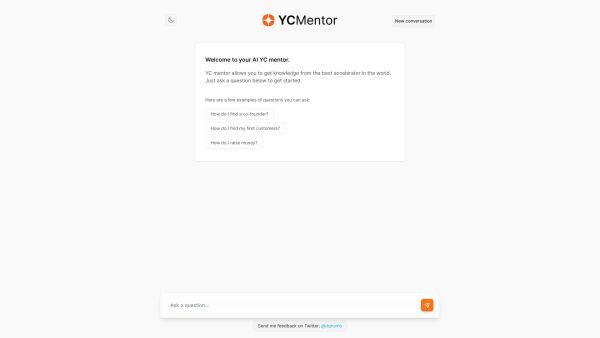 YCMentor
New conversation
Welcome to your AI YC mentor.
YC mentor allows you to get knowledge from the best accelerator in the world.
Just ask a question below to get started.
Here are a few examples of questions you can ask:
How do I find a co-founder?
How do I find my first customers?
How do I raise money?
Ask a question...
Send me feedback on Twitter: